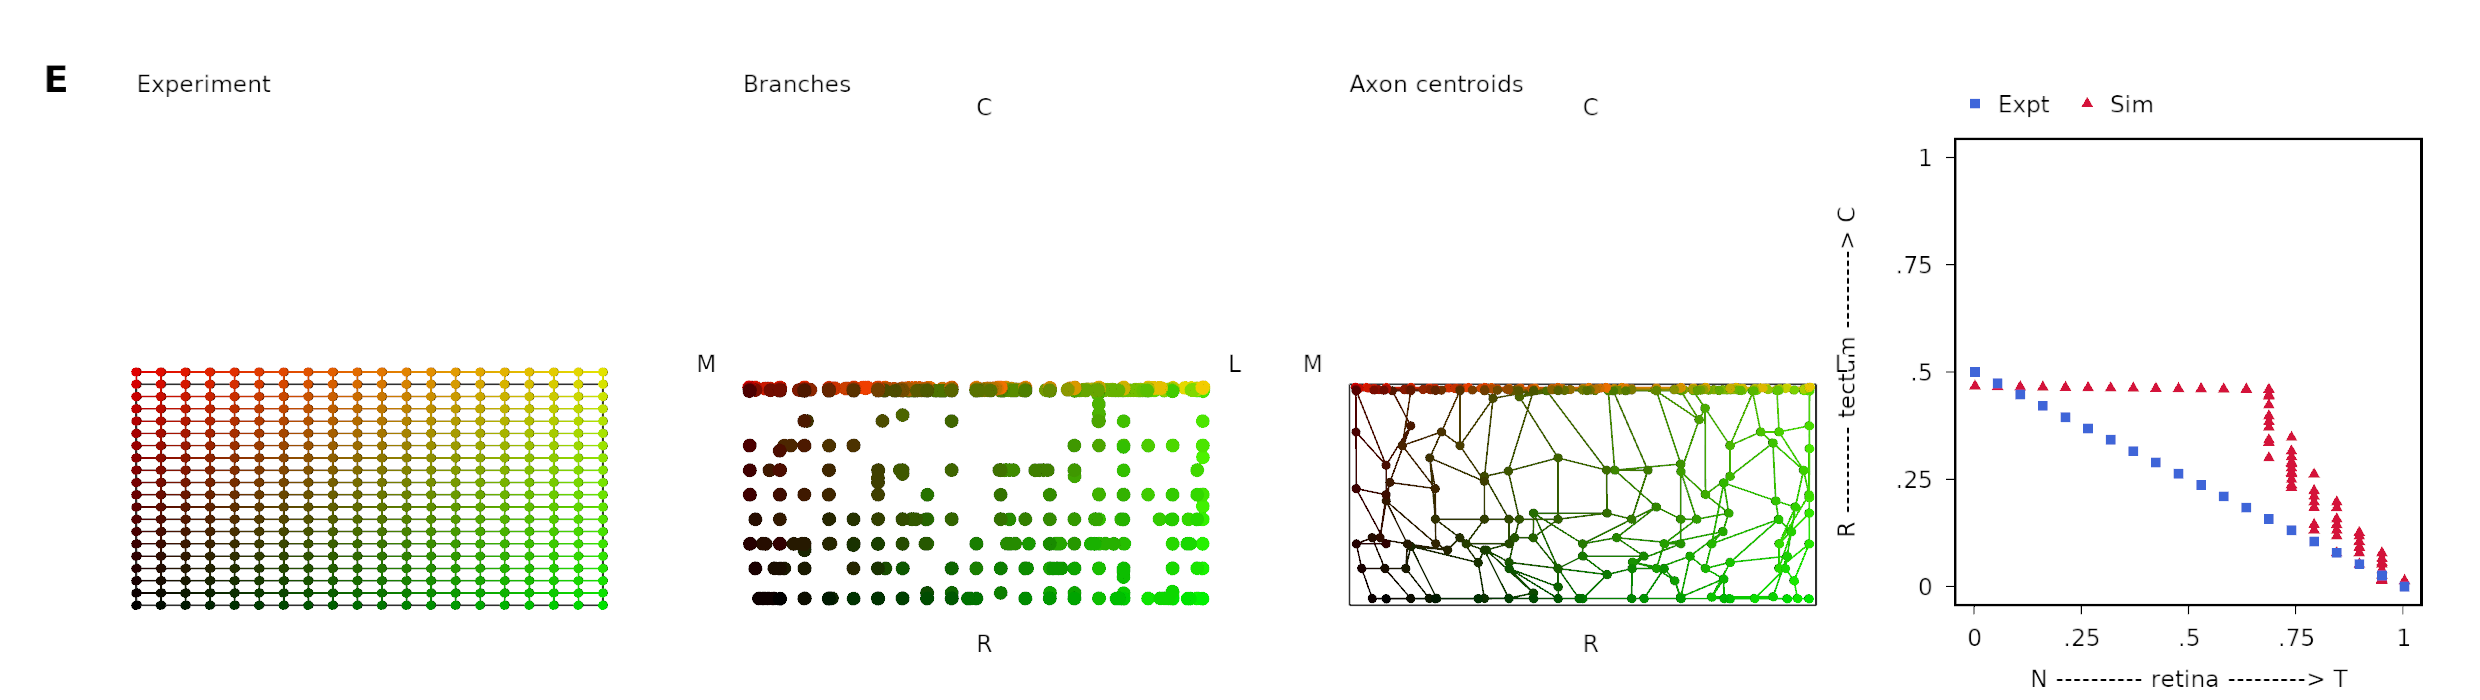 E
Experiment
Branches
C
M
L
R
Axon centroids
C
M
L
R
Expt
Sim
1
.75
.5
.25
0
R ---------- tectum ----------> C
0
.25
.5
.75
1
N ---------- retina ---------> T